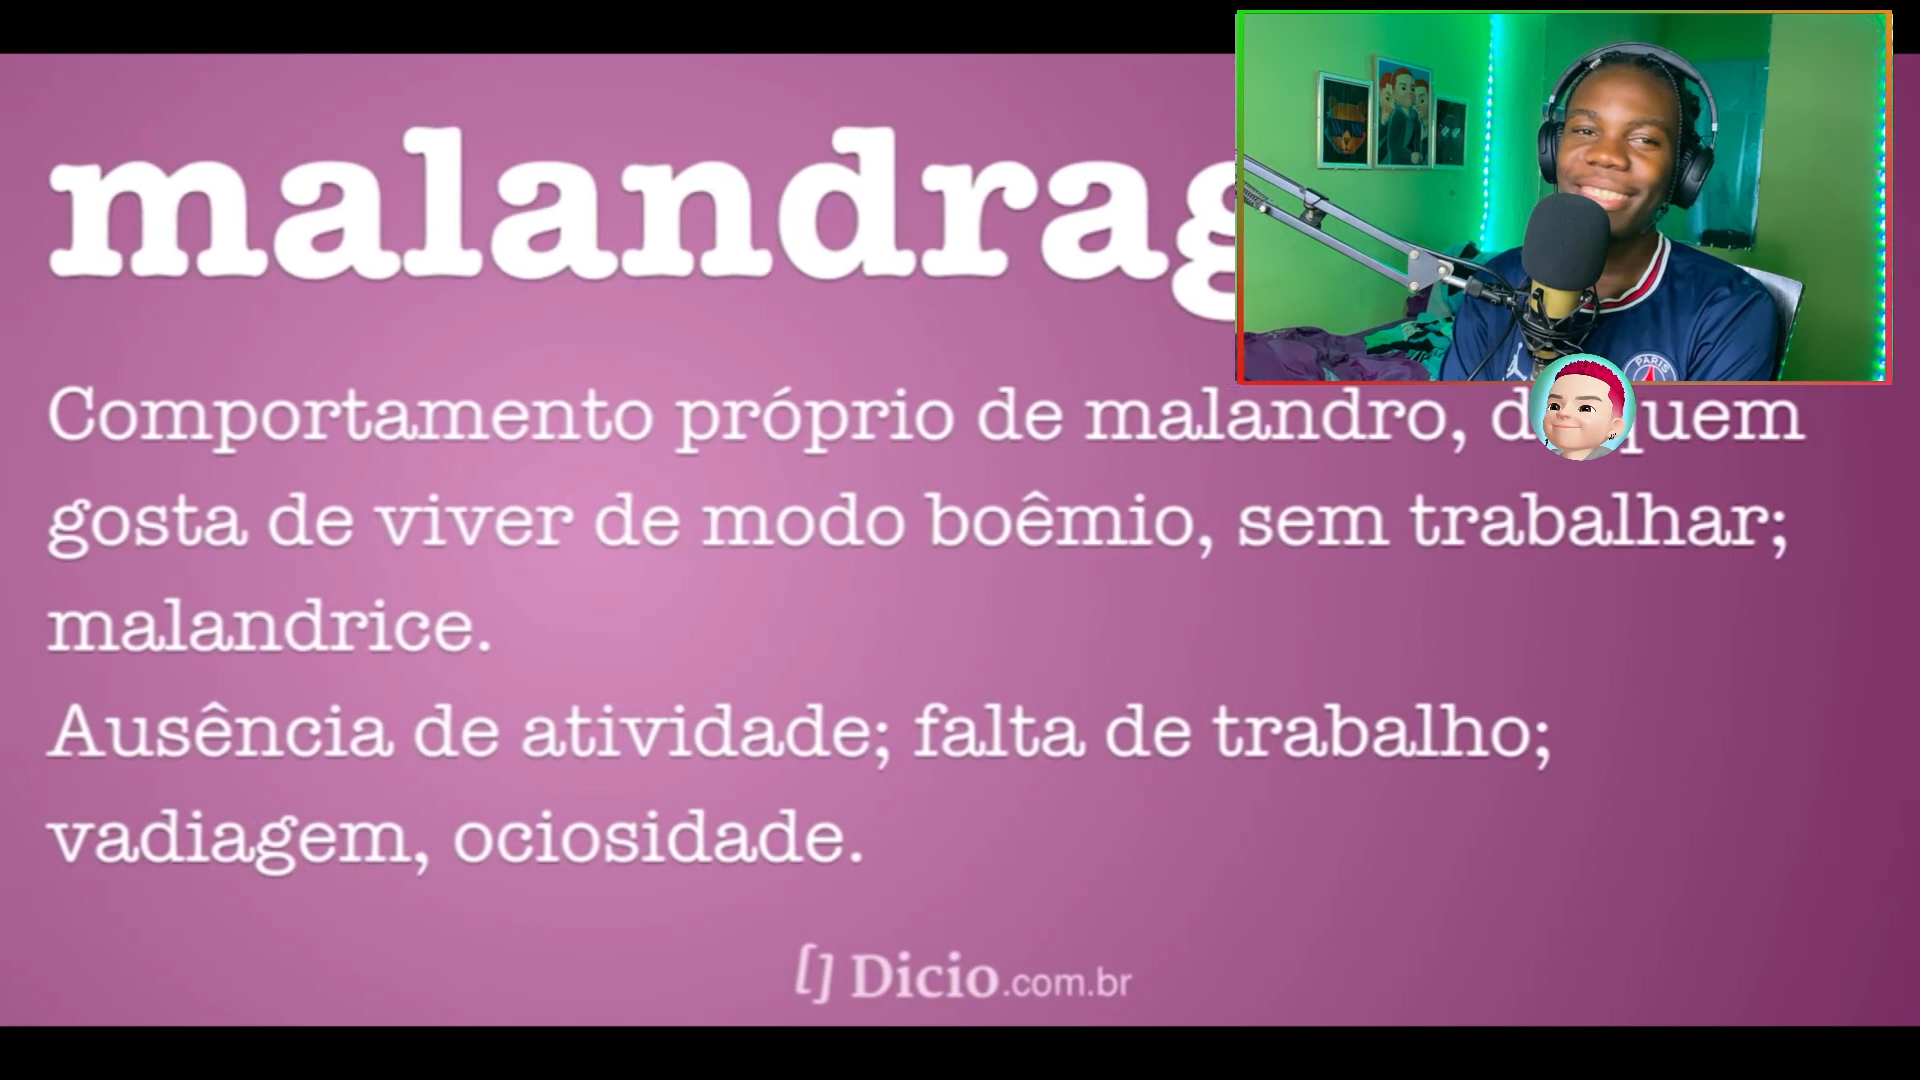 malandrag
Comportamento próprio de malandro, de quem
gosta de viver de modo boêmio, sem trabalhar;
malandrice.
Ausência de atividade; falta de trabalho;
vadiagem, ociosidade.
[] Dicio.com.br
PARIS